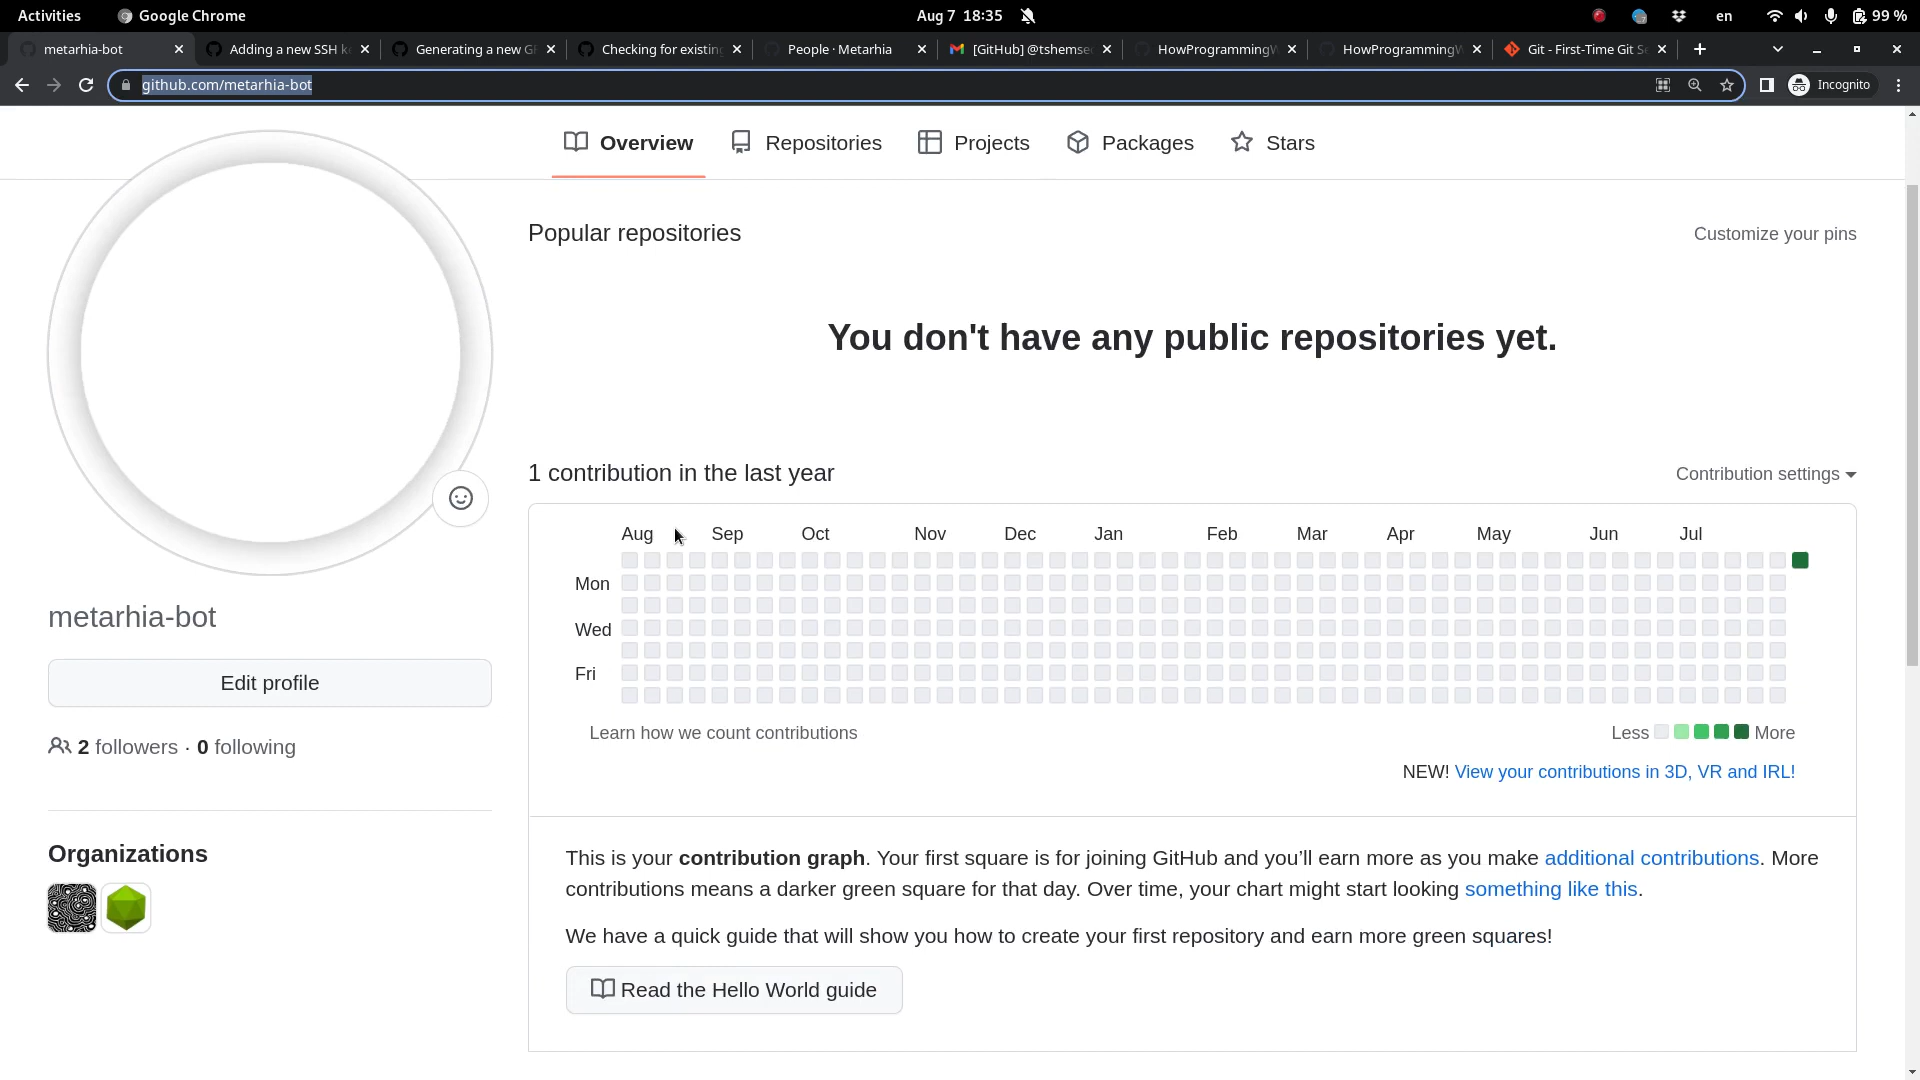 Activities Google Chrome Aug 7 18:35 en 99 %
metarhia-bot Adding a new SSH Generating a new Checking for existing People · Metarhia [GitHub] @tshemse HowProgramming HowProgramming Git - First-Time Git
github.com/metarhia-bot Incognito
Overview Repositories Projects Packages Stars
Popular repositories Customize your pins
You don't have any public repositories yet.
1 contribution in the last year Contribution settings
Aug Sep Oct Nov Dec Jan Feb Mar Apr May Jun Jul
Mon
Wed
Fri
Learn how we count contributions Less More
NEW! View your contributions in 3D, VR and IRL!
metarhia-bot
Edit profile
2 followers · 0 following
Organizations
This is your contribution graph. Your first square is for joining GitHub and you’ll earn more as you make additional contributions. More
contributions means a darker green square for that day. Over time, your chart might start looking something like this.
We have a quick guide that will show you how to create your first repository and earn more green squares!
Read the Hello World guide